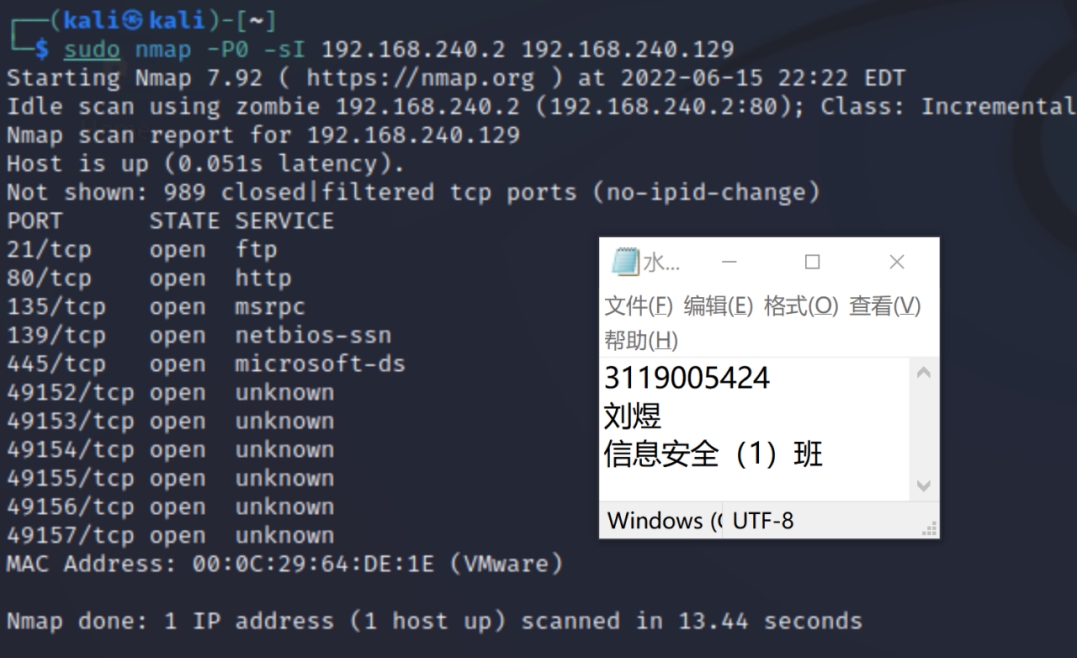 ┌──(kali㉿kali)-[~]
└─$ sudo nmap -P0 -sI 192.168.240.2 192.168.240.129
Starting Nmap 7.92 ( https://nmap.org ) at 2022-06-15 22:22 EDT
Idle scan using zombie 192.168.240.2 (192.168.240.2:80); Class: Incremental
Nmap scan report for 192.168.240.129
Host is up (0.051s latency).
Not shown: 989 closed|filtered tcp ports (no-ipid-change)
PORT      STATE SERVICE
21/tcp    open  ftp
80/tcp    open  http
135/tcp   open  msrpc
139/tcp   open  netbios-ssn
445/tcp   open  microsoft-ds
49152/tcp open  unknown
49153/tcp open  unknown
49154/tcp open  unknown
49155/tcp open  unknown
49156/tcp open  unknown
49157/tcp open  unknown
MAC Address: 00:0C:29:64:DE:1E (VMware)
Nmap done: 1 IP address (1 host up) scanned in 13.44 seconds
水...
文件(F) 编辑(E) 格式(O) 查看(V)
帮助(H)
3119005424
刘煜
信息安全（1）班
Windows (C UTF-8